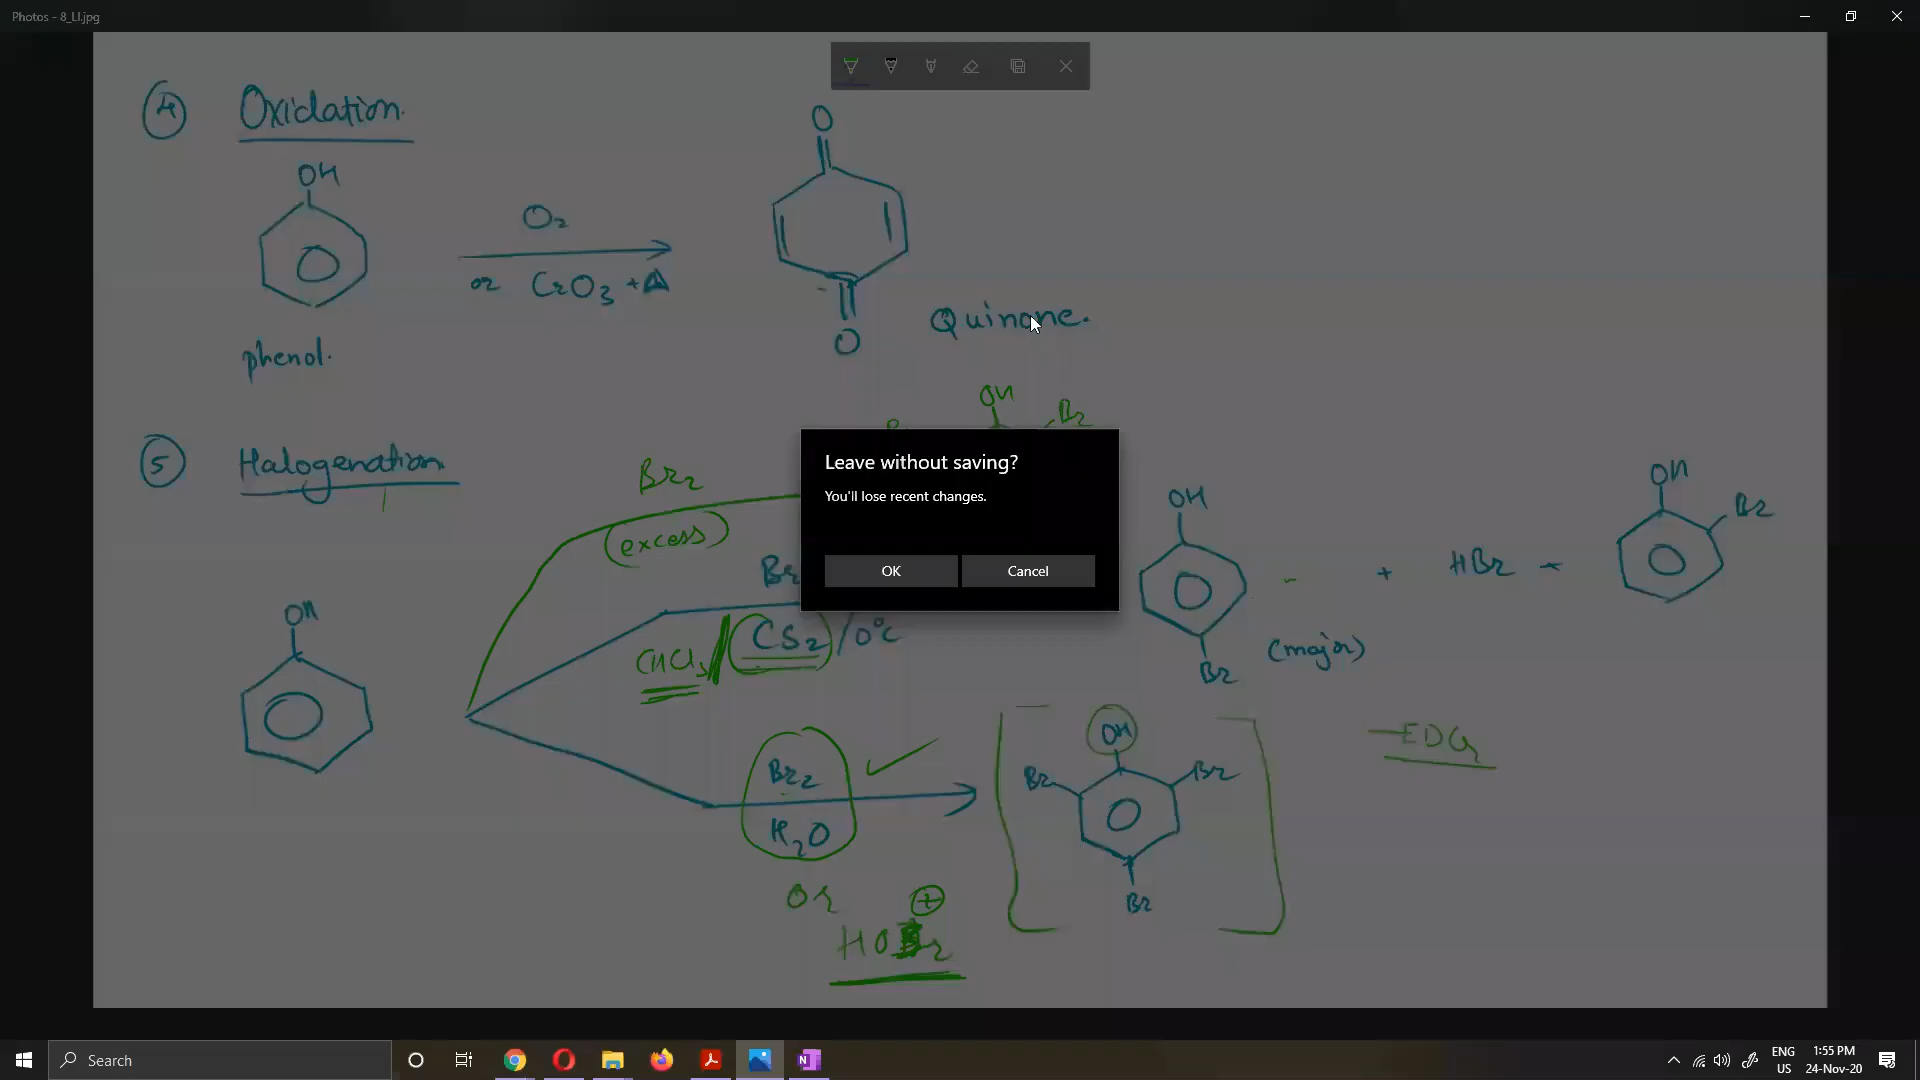 Photos - 8_LI.jpg
4 Oxidation.
OH
O₂
or CrO3 + Δ
O
O
Quinone.
phenol.
5 Halogenation
Br2
(excess)
OH
Br
Leave without saving?
You'll lose recent changes.
OK
Cancel
OH
CHCl3 / CS2 / 0°C
OH
Br
(major)
+ HBr +
OH
Br
Br2
H2O
Or
HOBr
+
OH
Br
Br
Br
EDG
Search
ENG
US
1:55 PM
24-Nov-20